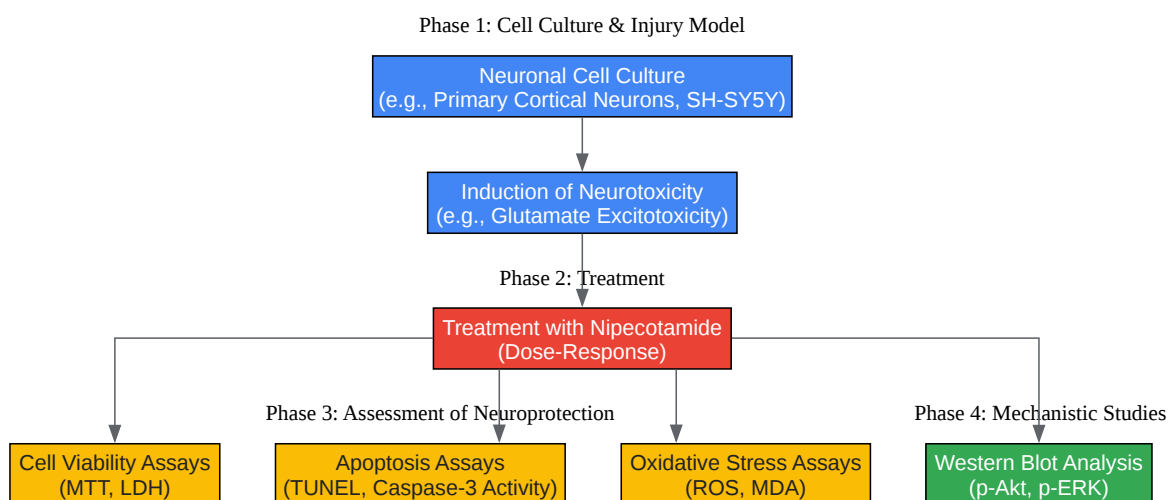 Phase 1: Cell Culture & Injury Model
Neuronal Cell Culture
(e.g., Primary Cortical Neurons, SH-SY5Y)
Induction of Neurotoxicity
(e.g., Glutamate Excitotoxicity)
Phase 2: Treatment
Treatment with Nipecotamide
(Dose-Response)
Phase 3: Assessment of Neuroprotection
Phase 4: Mechanistic Studies
Cell Viability Assays
(MTT, LDH)
Apoptosis Assays
(TUNEL, Caspase-3 Activity)
Oxidative Stress Assays
(ROS, MDA)
Western Blot Analysis
(p-Akt, p-ERK)